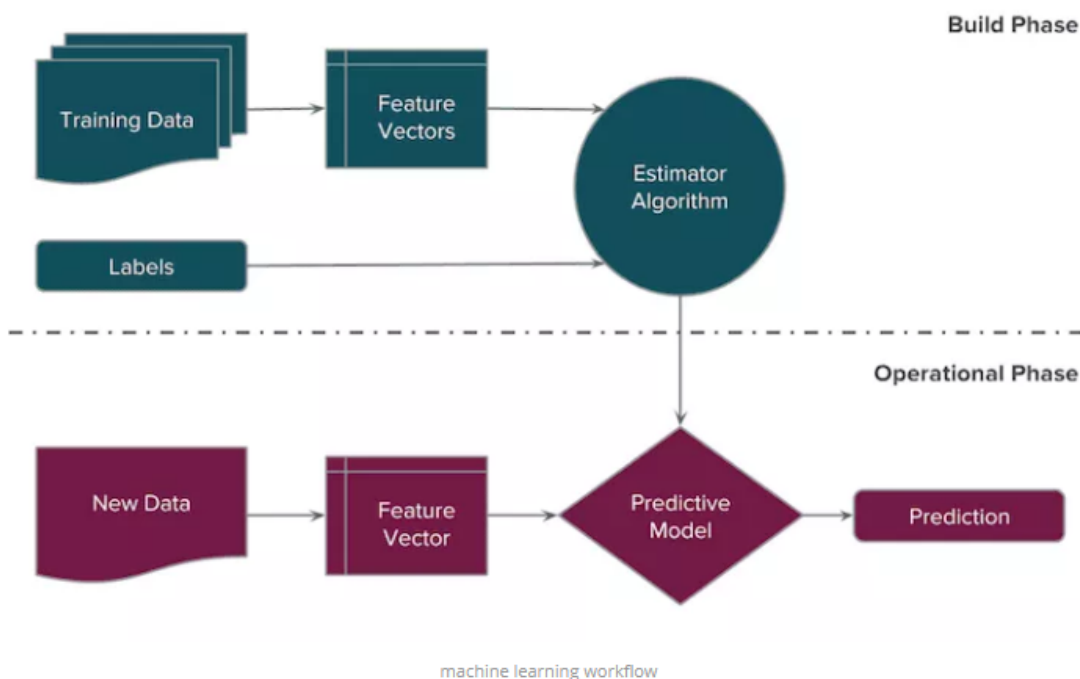 Build Phase
Training Data
Feature
Vectors
Estimator
Algorithm
Labels
Operational Phase
New Data
Feature
Vector
Predictive
Model
Prediction
machine learning workflow